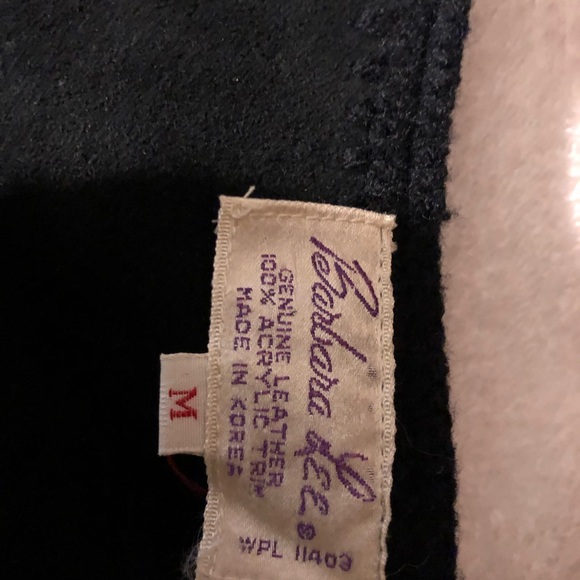 Barbara Lee ®
GENUINE LEATHER
100% ACRYLIC TRIM
MADE IN KOREA
WPL 11403
M